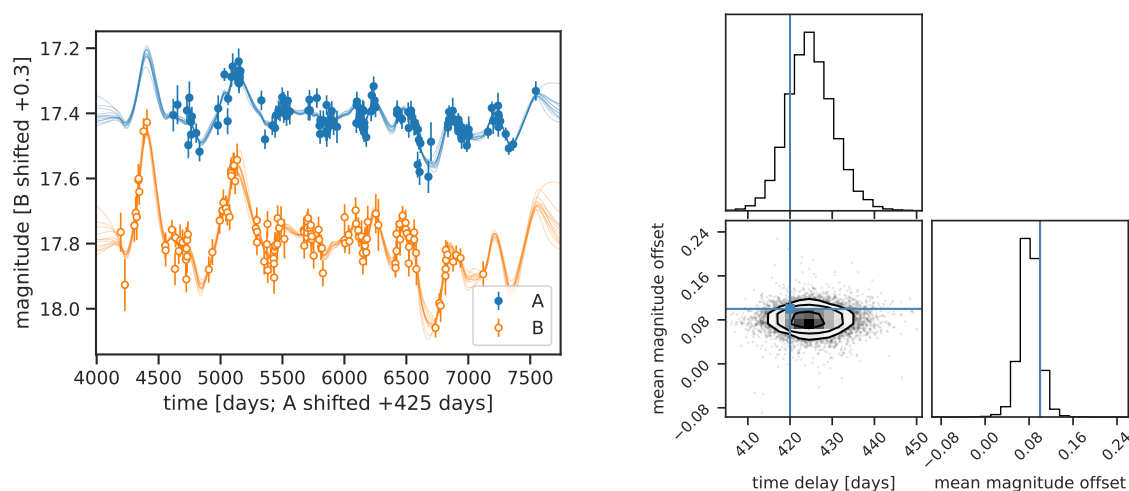 magnitude [B shifted +0.3]
17.2
17.4
17.6
17.8
18.0
4000 4500 5000 5500 6000 6500 7000 7500
time [days; A shifted +425 days]
A
B
mean magnitude offset
0.24
0.16
0.08
0.00
−0.08
410 420 430 440 450
time delay [days]
−0.08 0.00 0.08 0.16 0.24
mean magnitude offset